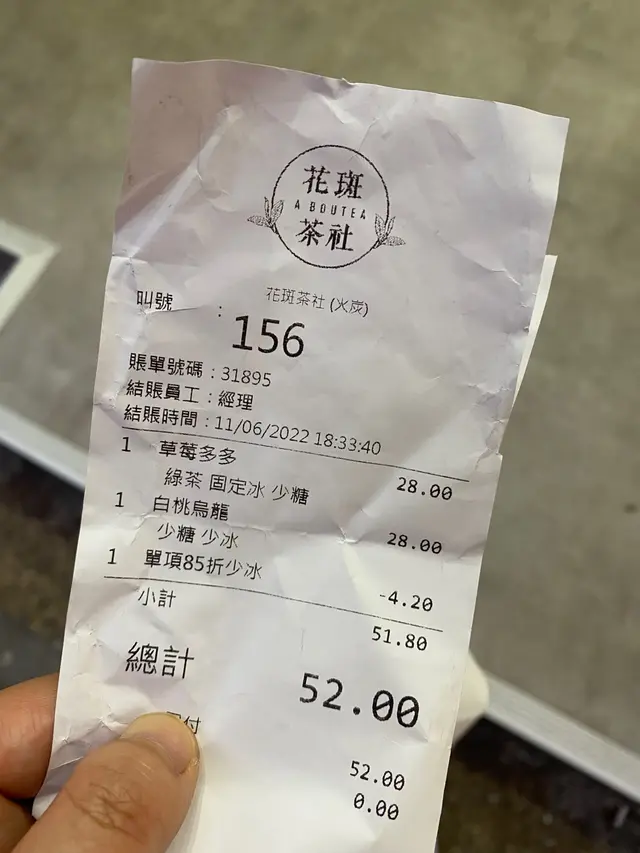 花斑
A BOUTEA
茶社
花斑茶社 (火炭)
叫號 : 156
賬單號碼 : 31895
結賬員工 : 經理
結賬時間 : 11/06/2022 18:33:40
1 草莓多多 28.00
綠茶 固定冰 少糖
1 白桃烏龍 28.00
少糖 少冰
1 單項85折少冰 -4.20
小計 51.80
總計 52.00
付 52.00
0.00